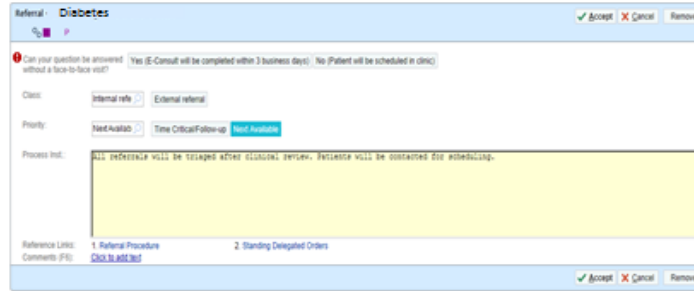 Referral - Diabetes
Accept Cancel Remov
P
Can your question be answered without a face-to-face visit? Yes (E-Consult will be completed within 3 business days) No (Patient will be scheduled in clinic)
Class: Internal refe External referral
Priority: Next Availab Time Critical/Follow-up Next Available
Process Inst.: All referrals will be triaged after clinical review. Patients will be contacted for scheduling.
Reference Links: 1. Referral Procedure 2. Standing Delegated Orders
Comments (F6): Click to add text
Accept Cancel Remov